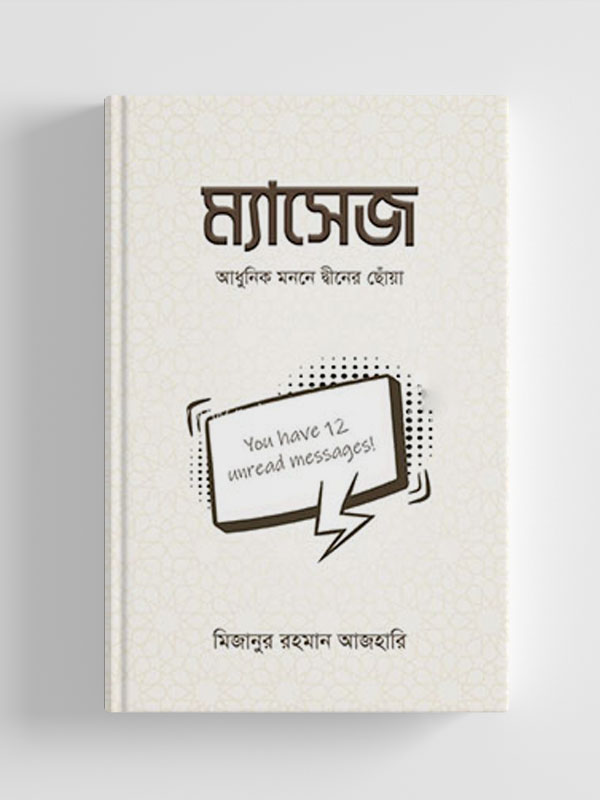 ম্যাসেজ
আধুনিক মননে দ্বীনের ছোঁয়া
You have 12
unread messages!
মিজানুর রহমান আজহারি